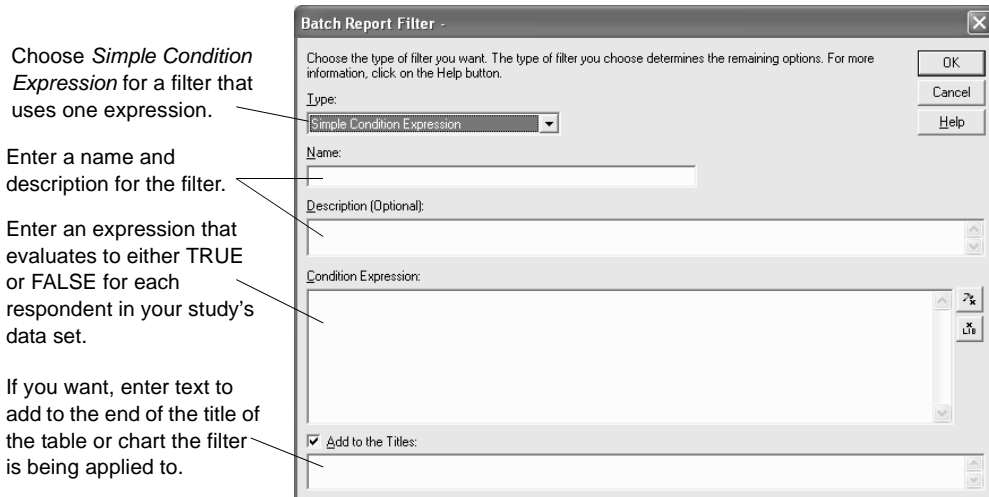 Choose Simple Condition
Expression for a filter that
uses one expression.
Enter a name and
description for the filter.
Enter an expression that
evaluates to either TRUE
or FALSE for each
respondent in your study’s
data set.
If you want, enter text to
add to the end of the title of
the table or chart the filter
is being applied to.
Batch Report Filter -
Choose the type of filter you want. The type of filter you choose determines the remaining options. For more
information, click on the Help button.
OK
Cancel
Help
Type:
Simple Condition Expression
Name:
Description (Optional):
Condition Expression:
LIB
Add to the Titles: